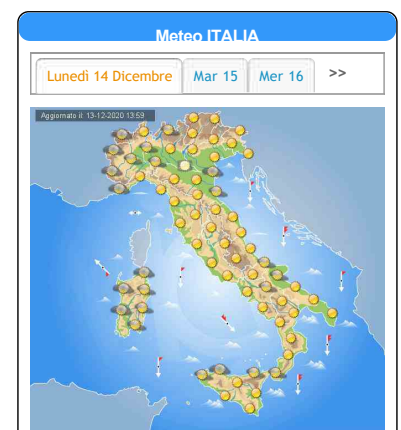 Meteo ITALIA
Lunedì 14 Dicembre Mar 15 Mer 16 >>
Aggiornato il: 13-12-2020 13:59